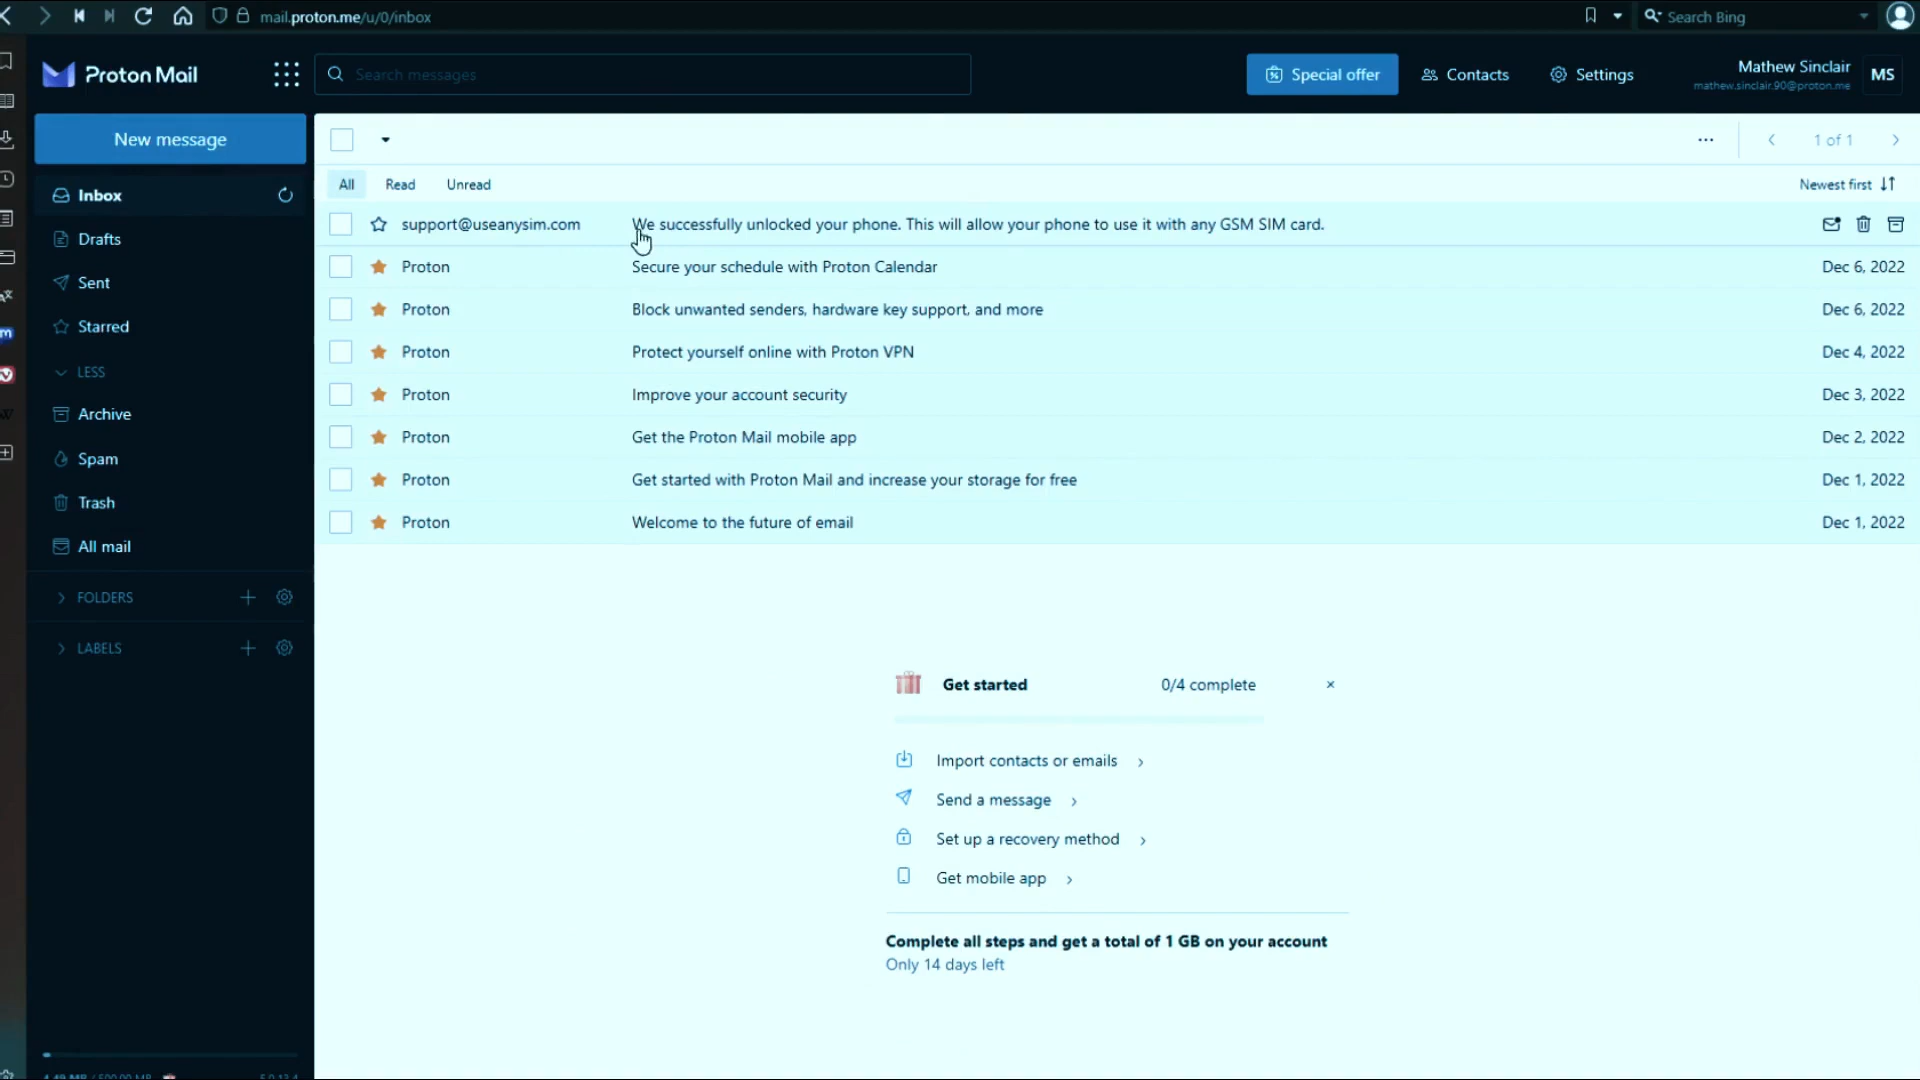 mail.proton.me/u/0/inbox
Search Bing
Proton Mail
Search messages
Special offer
Contacts
Settings
Mathew Sinclair
mathew.sinclair.90@proton.me
MS
New message
1 of 1
Inbox
All Read Unread
Newest first
support@useanysim.com We successfully unlocked your phone. This will allow your phone to use it with any GSM SIM card.
Proton Secure your schedule with Proton Calendar Dec 6, 2022
Proton Block unwanted senders, hardware key support, and more Dec 6, 2022
Proton Protect yourself online with Proton VPN Dec 4, 2022
Proton Improve your account security Dec 3, 2022
Proton Get the Proton Mail mobile app Dec 2, 2022
Proton Get started with Proton Mail and increase your storage for free Dec 1, 2022
Proton Welcome to the future of email Dec 1, 2022
Drafts
Sent
Starred
LESS
Archive
Spam
Trash
All mail
FOLDERS
LABELS
Get started 0/4 complete
Import contacts or emails
Send a message
Set up a recovery method
Get mobile app
Complete all steps and get a total of 1 GB on your account
Only 14 days left